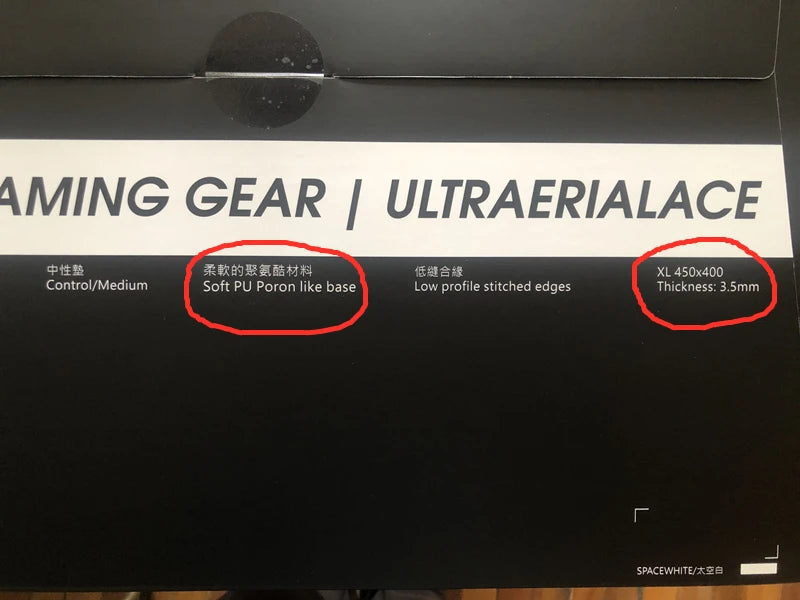 AMING GEAR | ULTRAERIALACE
中性墊
Control/Medium
柔軟的聚氨酯材料
Soft PU Poron like base
低縫合緣
Low profile stitched edges
XL 450x400
Thickness: 3.5mm
SPACEWHITE/太空白